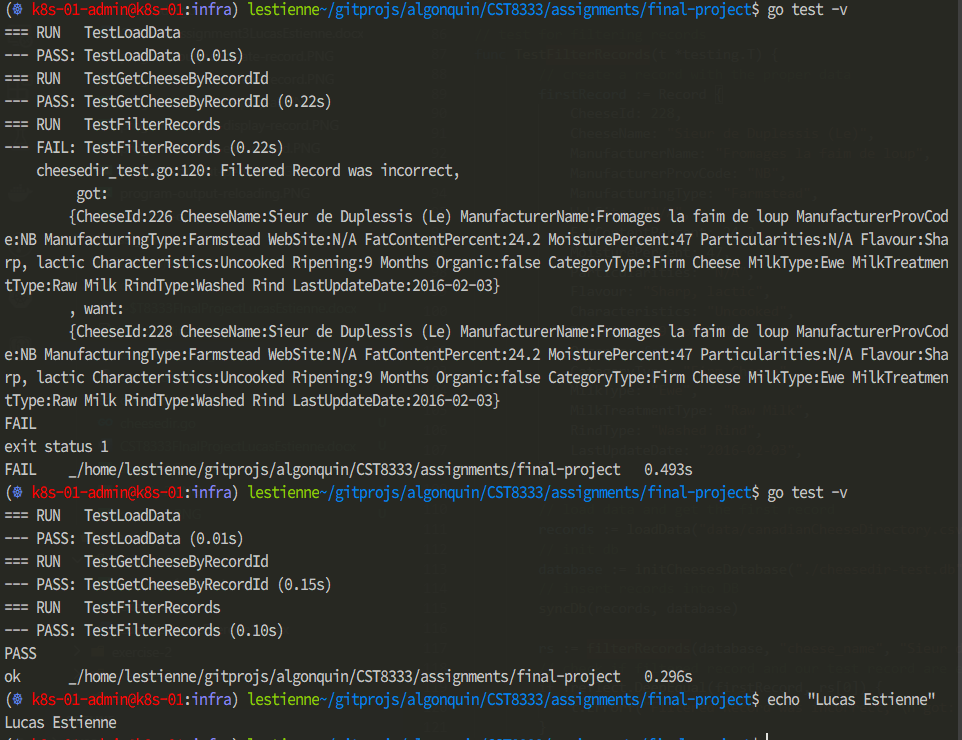 (☸ k8s-01-admin@k8s-01:infra) lestienne~/gitprojs/algonquin/CST8333/assignments/final-project$ go test -v
=== RUN   TestLoadData
--- PASS: TestLoadData (0.01s)
=== RUN   TestGetCheeseByRecordId
--- PASS: TestGetCheeseByRecordId (0.22s)
=== RUN   TestFilterRecords
--- FAIL: TestFilterRecords (0.22s)
    cheesedir_test.go:120: Filtered Record was incorrect,
         got:
        {CheeseId:226 CheeseName:Sieur de Duplessis (Le) ManufacturerName:Fromages la faim de loup ManufacturerProvCod
e:NB ManufacturingType:Farmstead WebSite:N/A FatContentPercent:24.2 MoisturePercent:47 Particularities:N/A Flavour:Sha
rp, lactic Characteristics:Uncooked Ripening:9 Months Organic:false CategoryType:Firm Cheese MilkType:Ewe MilkTreatmen
tType:Raw Milk RindType:Washed Rind LastUpdateDate:2016-02-03}
        , want:
        {CheeseId:228 CheeseName:Sieur de Duplessis (Le) ManufacturerName:Fromages la faim de loup ManufacturerProvCod
e:NB ManufacturingType:Farmstead WebSite:N/A FatContentPercent:24.2 MoisturePercent:47 Particularities:N/A Flavour:Sha
rp, lactic Characteristics:Uncooked Ripening:9 Months Organic:false CategoryType:Firm Cheese MilkType:Ewe MilkTreatmen
tType:Raw Milk RindType:Washed Rind LastUpdateDate:2016-02-03}
FAIL
exit status 1
FAIL    _/home/lestienne/gitprojs/algonquin/CST8333/assignments/final-project   0.493s
(☸ k8s-01-admin@k8s-01:infra) lestienne~/gitprojs/algonquin/CST8333/assignments/final-project$ go test -v
=== RUN   TestLoadData
--- PASS: TestLoadData (0.01s)
=== RUN   TestGetCheeseByRecordId
--- PASS: TestGetCheeseByRecordId (0.15s)
=== RUN   TestFilterRecords
--- PASS: TestFilterRecords (0.10s)
PASS
ok      _/home/lestienne/gitprojs/algonquin/CST8333/assignments/final-project   0.296s
(☸ k8s-01-admin@k8s-01:infra) lestienne~/gitprojs/algonquin/CST8333/assignments/final-project$ echo "Lucas Estienne"
Lucas Estienne